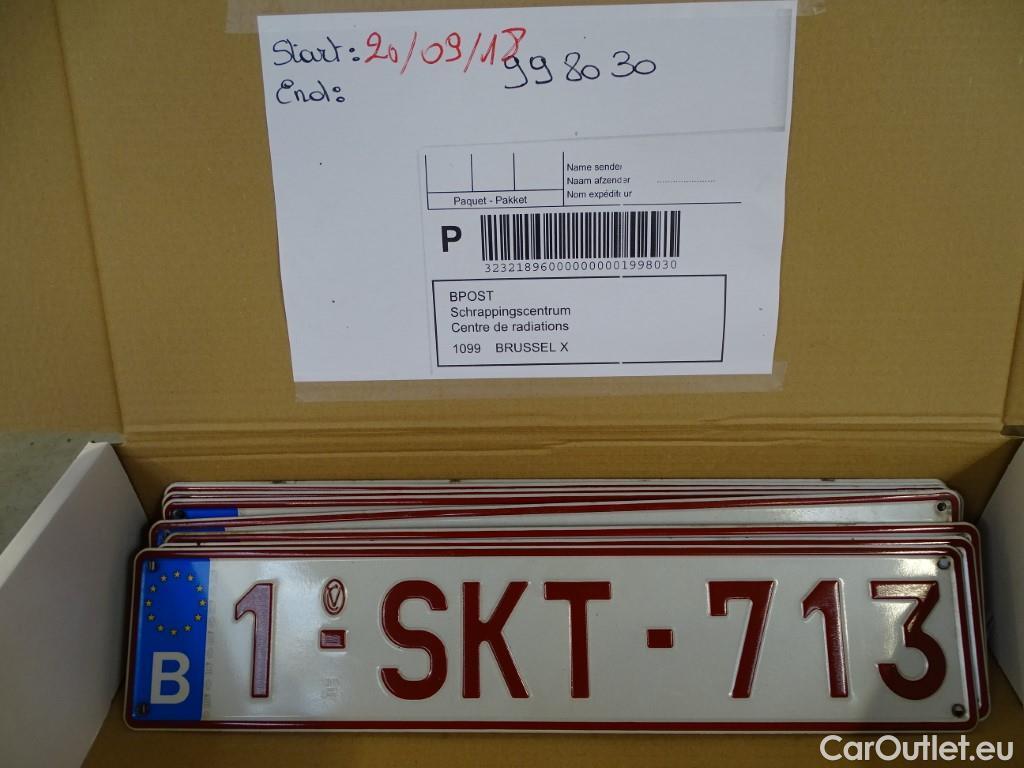 Start: 20/09/18
998030
End:
Name sender
Naam afzender
Nom expéditeur
Paquet - Pakket
P
323218960000000001998030
BPOST
Schrappingscentrum
Centre de radiations
1099 BRUSSEL X
B 1-SKT-713
CarOutlet.eu